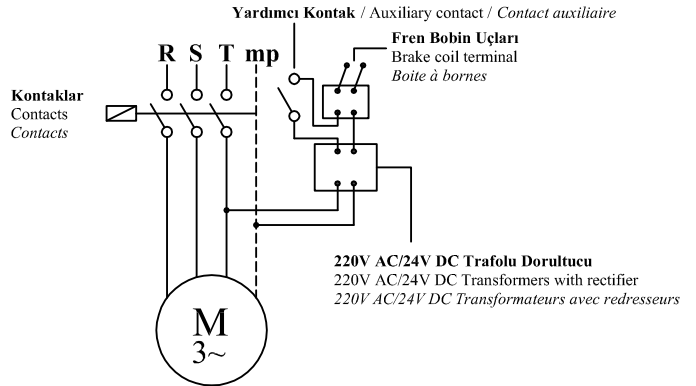 Yardımcı Kontak / Auxiliary contact / Contact auxiliaire
Fren Bobin Uçları
Brake coil terminal
Boite à bornes
R S T mp
Kontaklar
Contacts
Contacts
220V AC/24V DC Trafolu Dorultucu
220V AC/24V DC Transformers with rectifier
220V AC/24V DC Transformateurs avec redresseurs
M
3~